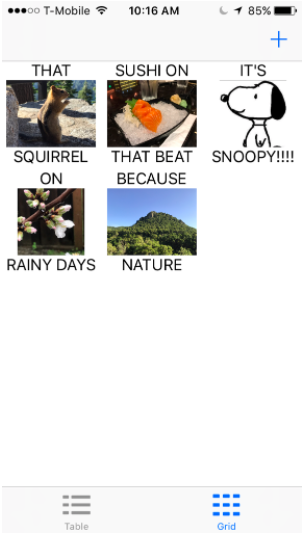 T-Mobile 10:16 AM 85%
+
THAT
SQUIRREL
SUSHI ON
THAT BEAT
IT'S
SNOOPY!!!!
ON
RAINY DAYS
BECAUSE
NATURE
Table
Grid